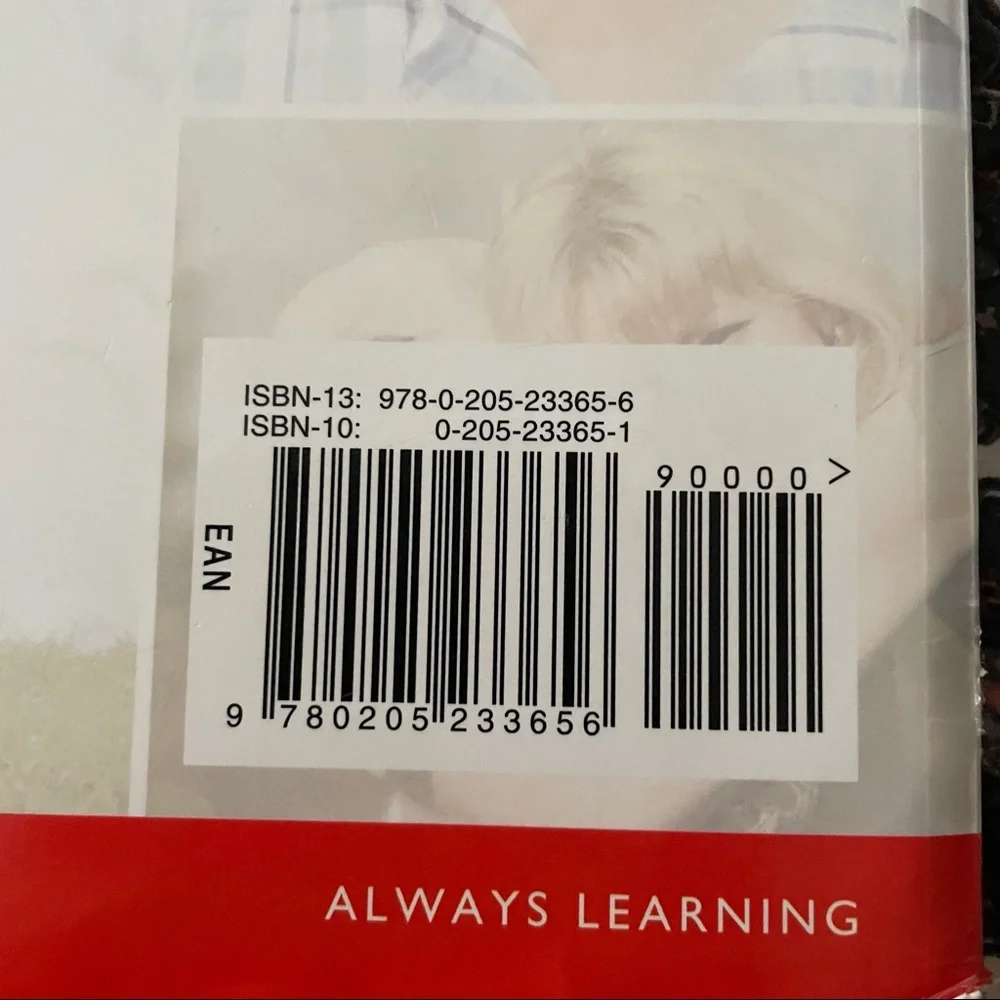 ISBN-13: 978-0-205-23365-6
ISBN-10: 0-205-23365-1
90000>
EAN
9 780205 233656
ALWAYS LEARNING